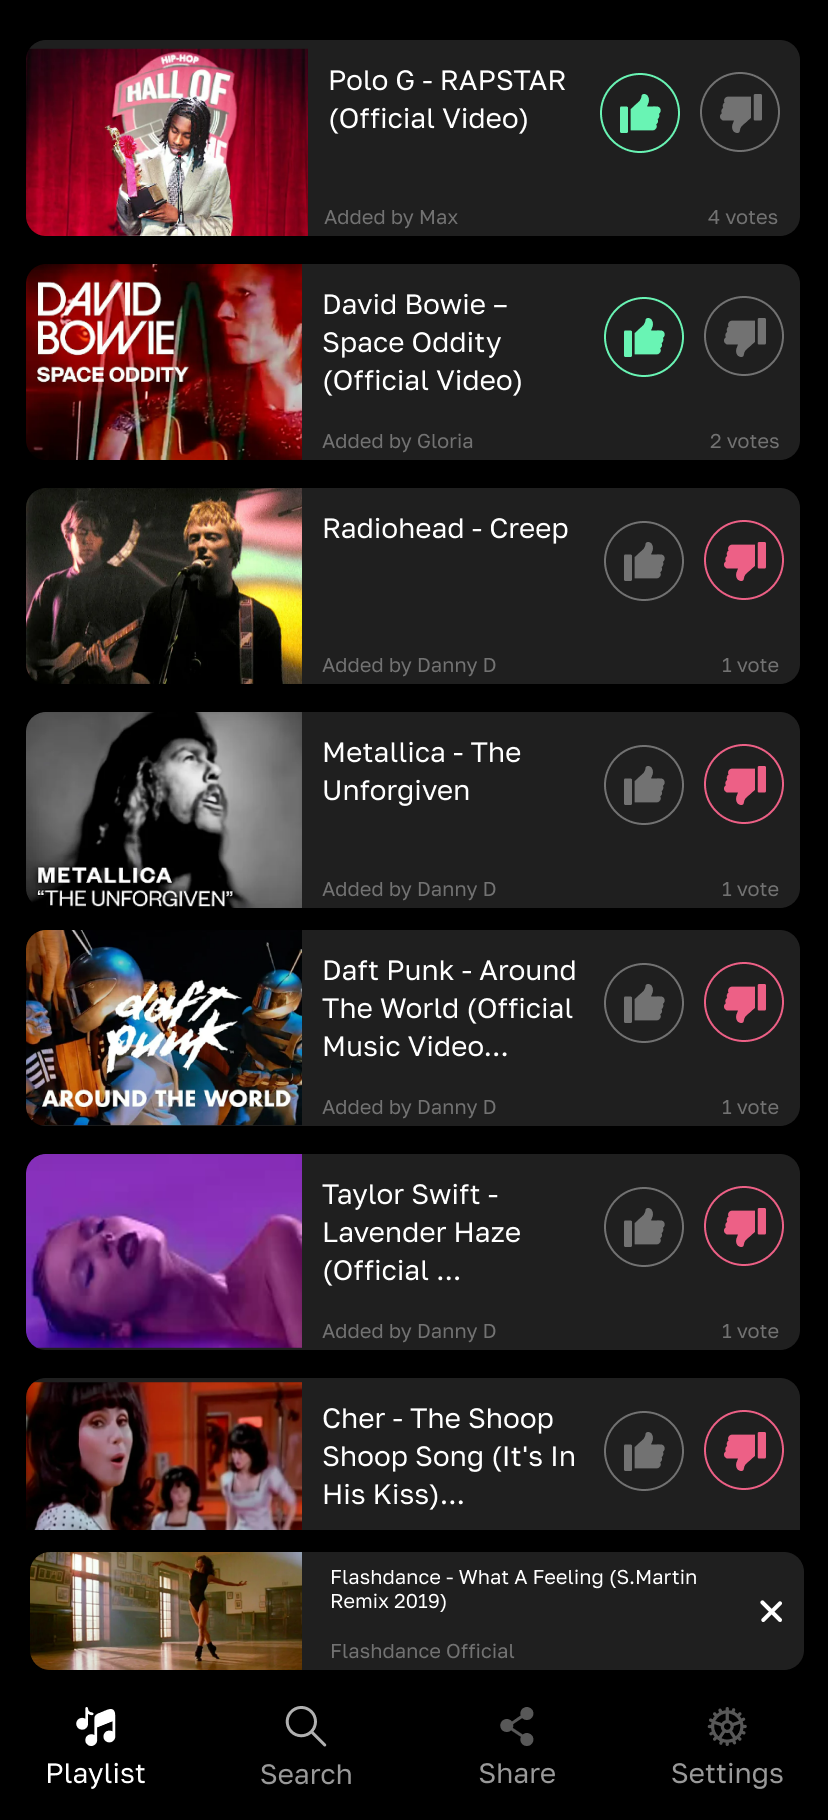 HIP-HOP
HALL OF
Polo G - RAPSTAR
(Official Video)
Added by Max
4 votes
DAVID
BOWIE
SPACE ODDITY
David Bowie –
Space Oddity
(Official Video)
Added by Gloria
2 votes
Radiohead - Creep
Added by Danny D
1 vote
METALLICA
“THE UNFORGIVEN”
Metallica - The
Unforgiven
Added by Danny D
1 vote
daft
punk
AROUND THE WORLD
Daft Punk - Around
The World (Official
Music Video...
Added by Danny D
1 vote
Taylor Swift -
Lavender Haze
(Official ...
Added by Danny D
1 vote
Cher - The Shoop
Shoop Song (It's In
His Kiss)...
Flashdance - What A Feeling (S.Martin
Remix 2019)
Flashdance Official
Playlist
Search
Share
Settings